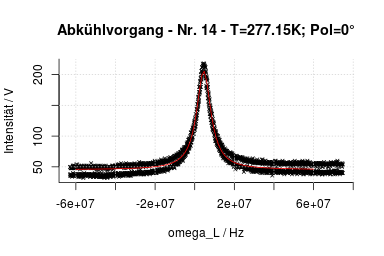 Abkühlvorgang - Nr. 14 - T=277.15K; Pol=0°
Intensität / V
200
100
50
-6e+07 -2e+07 2e+07 6e+07
omega_L / Hz